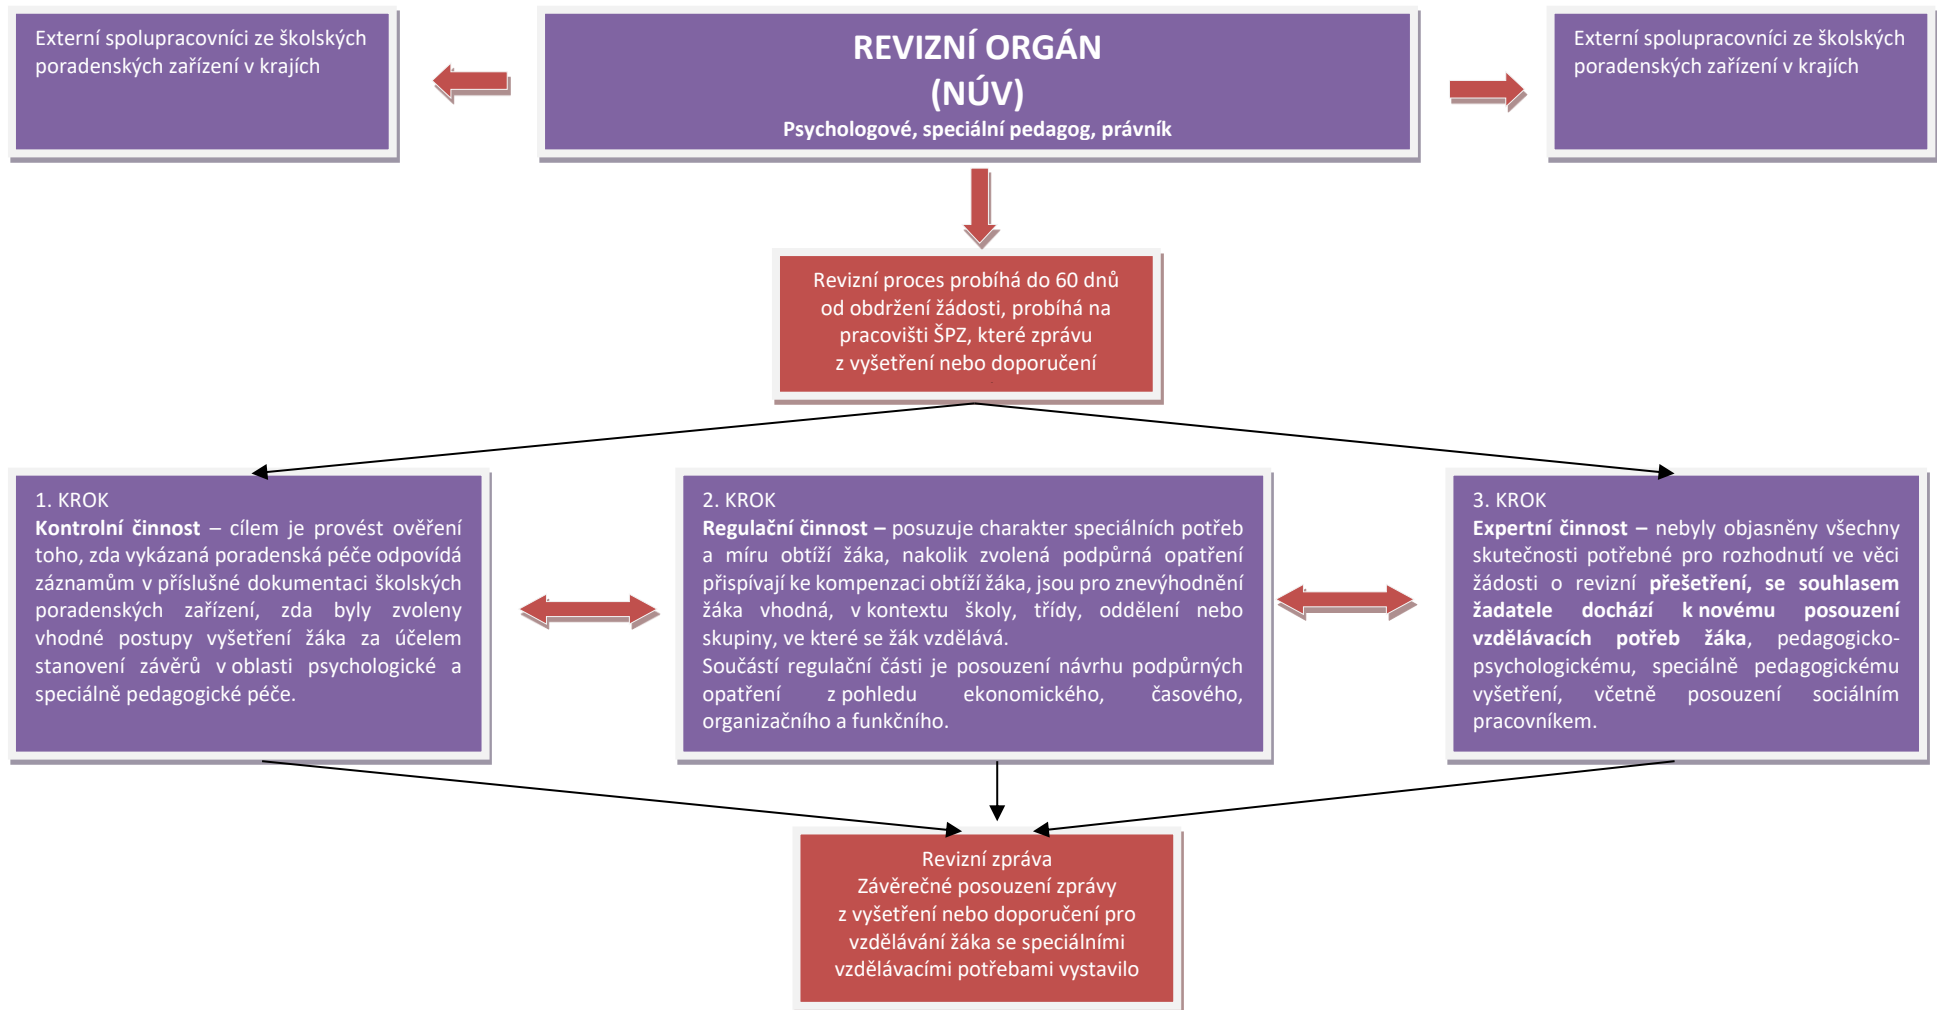 Externí spolupracovníci ze školských
poradenských zařízení v krajích
REVIZNÍ ORGÁN
(NÚV)
Psychologové, speciální pedagog, právník
Externí spolupracovníci ze školských
poradenských zařízení v krajích
Revizní proces probíhá do 60 dnů
od obdržení žádosti, probíhá na
pracovišti ŠPZ, které zprávu
z vyšetření nebo doporučení
1. KROK
Kontrolní činnost – cílem je provést ověření
toho, zda vykázaná poradenská péče odpovídá
záznamům v příslušné dokumentaci školských
poradenských zařízení, zda byly zvoleny
vhodné postupy vyšetření žáka za účelem
stanovení závěrů v oblasti psychologické a
speciálně pedagogické péče.
2. KROK
Regulační činnost – posuzuje charakter speciálních potřeb
a míru obtíží žáka, nakolik zvolená podpůrná opatření
přispívají ke kompenzaci obtíží žáka, jsou pro znevýhodnění
žáka vhodná, v kontextu školy, třídy, oddělení nebo
skupiny, ve které se žák vzdělává.
Součástí regulační části je posouzení návrhu podpůrných
opatření z pohledu ekonomického, časového,
organizačního a funkčního.
3. KROK
Expertní činnost – nebyly objasněny všechny
skutečnosti potřebné pro rozhodnutí ve věci
žádosti o revizní přešetření, se souhlasem
žadatele dochází k novému posouzení
vzdělávacích potřeb žáka, pedagogicko-
psychologickému, speciálně pedagogickému
vyšetření, včetně posouzení sociálním
pracovníkem.
Revizní zpráva
Závěrečné posouzení zprávy
z vyšetření nebo doporučení pro
vzdělávání žáka se speciálními
vzdělávacími potřebami vystavilo